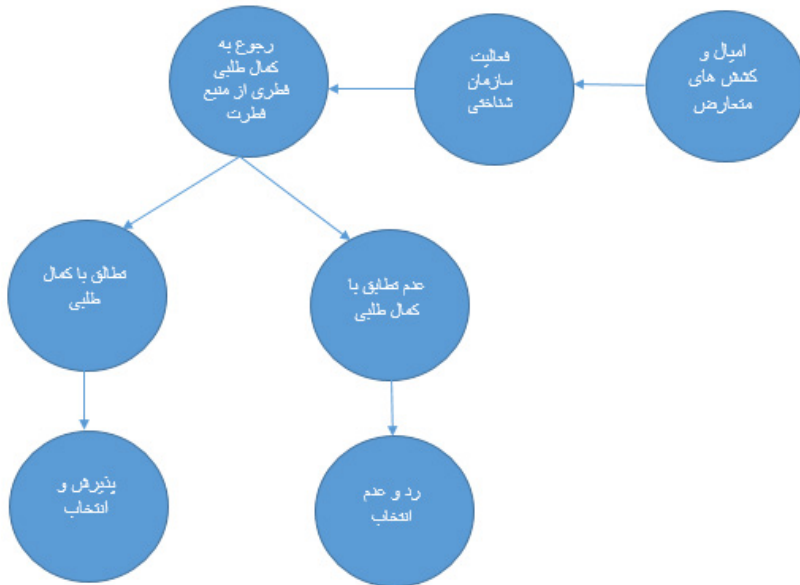 امیال و
کشش های
متعارض
فعالیت
سازمان
شناختی
رجوع به
کمال طلبی
فطری از منبع
فطرت
تطالق با کمال
طلبی
عدم تطابق با
کمال طلبی
پذیرش و
انتخاب
رد و عدم
انتخاب